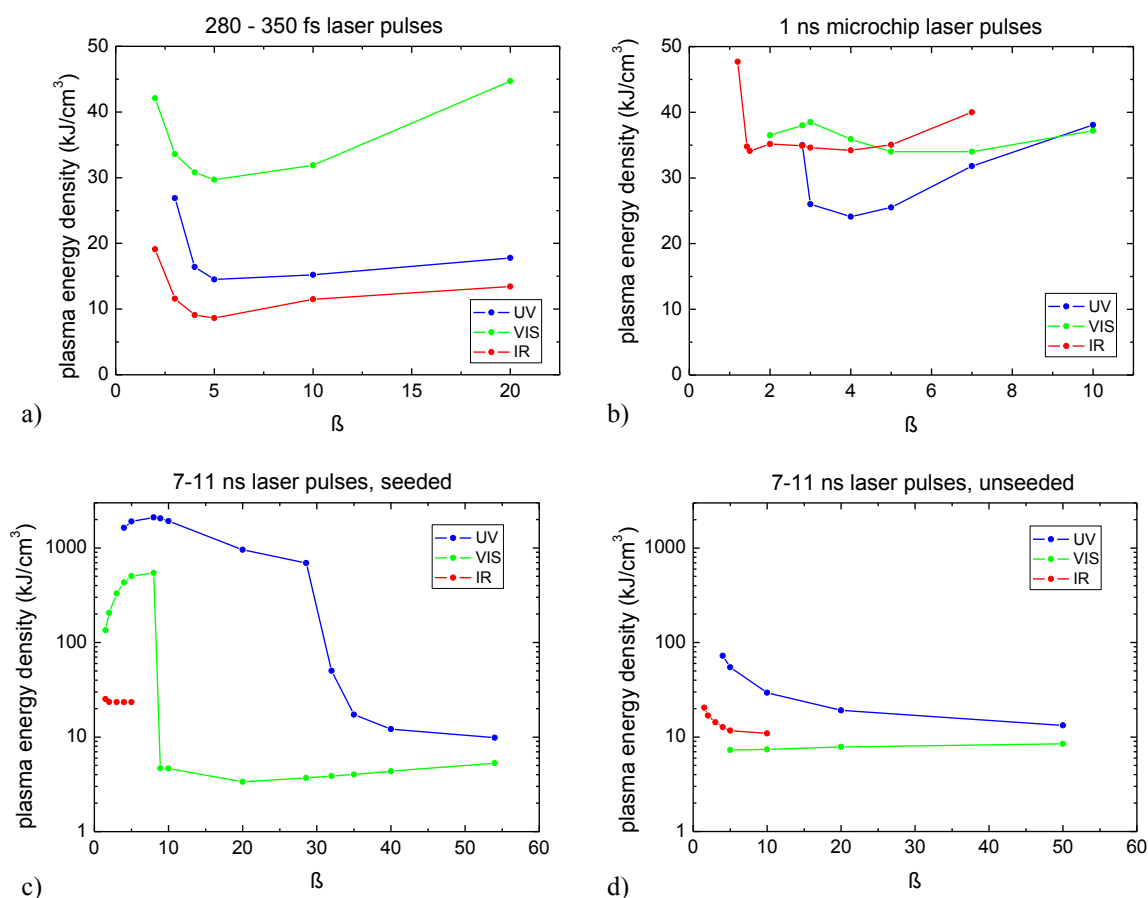 280 - 350 fs laser pulses
plasma energy density (kJ/cm³)
50
40
30
20
10
0
0 5 10 15 20
ß
UV
VIS
IR
a)
1 ns microchip laser pulses
plasma energy density (kJ/cm³)
50
40
30
20
10
0
0 2 4 6 8 10
ß
UV
VIS
IR
b)
7-11 ns laser pulses, seeded
plasma energy density (kJ/cm³)
1000
100
10
1
0 10 20 30 40 50 60
ß
UV
VIS
IR
c)
7-11 ns laser pulses, unseeded
plasma energy density (kJ/cm³)
1000
100
10
1
0 10 20 30 40 50 60
ß
UV
VIS
IR
d)